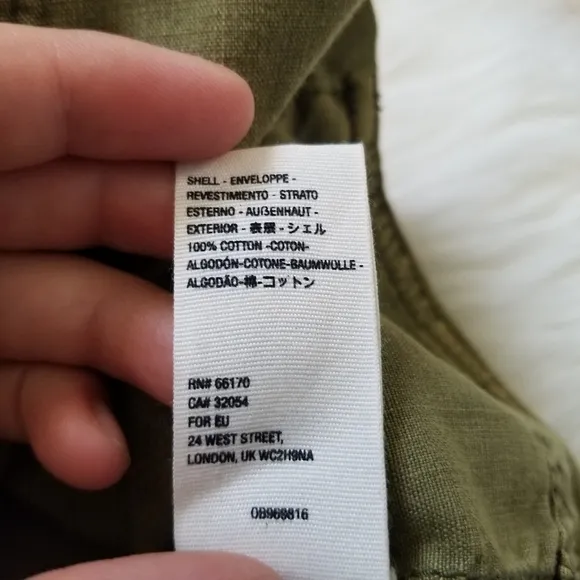 SHELL - ENVELOPPE -
REVESTIMIENTO - STRATO
ESTERNO - AUßENHAUT -
EXTERIOR - 表層 - シェル
100% COTTON -COTON-
ALGODÓN-COTONE-BAUMWOLLE -
ALGODÃO-棉-コットン
RN# 66170
CA# 32054
FOR EU
24 WEST STREET,
LONDON, UK WC2H9NA
0B968816